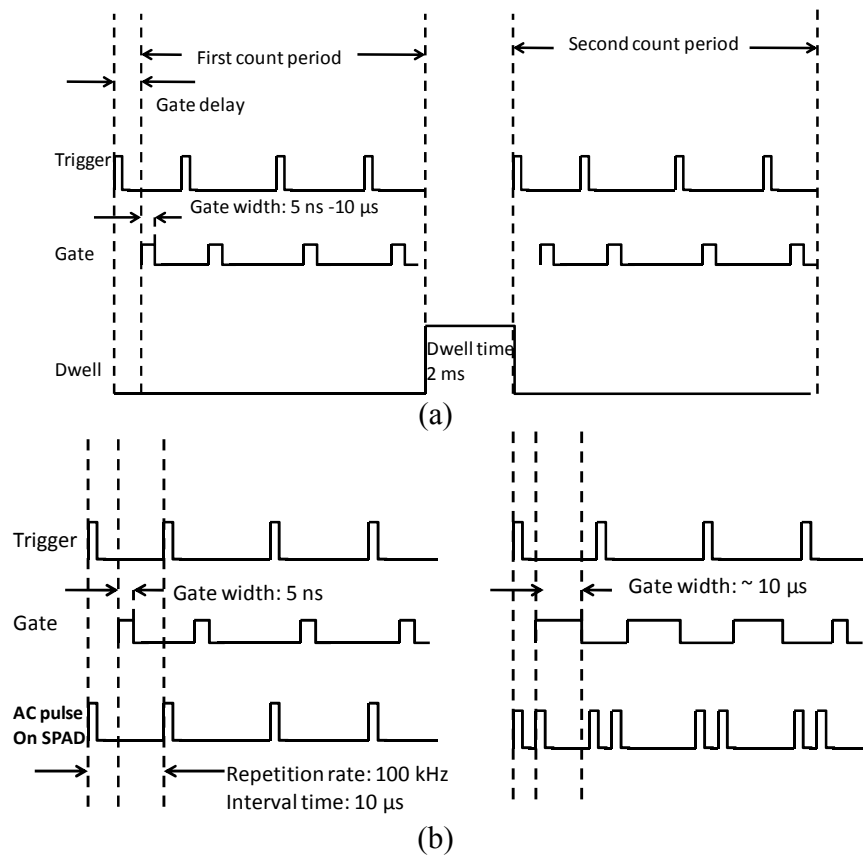 First count period
Second count period
Gate delay
Trigger
Gate width: 5 ns -10 µs
Gate
Dwell time
2 ms
Dwell
(a)
Trigger
Gate width: 5 ns
Gate width: ~ 10 µs
Gate
AC pulse
On SPAD
Repetition rate: 100 kHz
Interval time: 10 µs
(b)